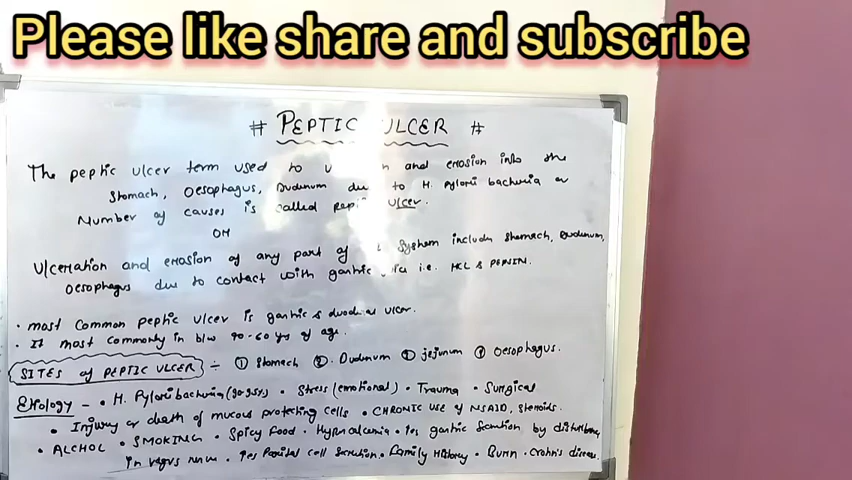 Please like share and subscribe
# PEPTIC ULCER #
The peptic ulcer term used to and erosion into the
Stomach, Oesophagus, Dudenum due to H. Pylori bacteria or
Number of causes is called Peptic Ulcer.
OR
Ulceration and erosion of any part of System include stomach, Duodenum,
Oesophagus due to contact with gastric i.e. HCL & PEPSIN.
• most common peptic ulcer is gastric & duodenal ulcer.
• It most commonly in b/w 40-60 yrs of age.
SITES of PEPTIC ULCER :- ① Stomach ② Dudenum ③ jejunum ④ Oesophagus.
Etiology - • H. Pylori bacteria • Stress (emotional) • Trauma • Surgical
• Injury or death of mucous protecting cells • CHRONIC USE of NSAID, steroids.
• ALCHOL • SMOKING • Spicy Food • gastric secretion by disturbance
in vagus nerve • Parietal cell secretion • Family History • Burn • Crohn's disease.